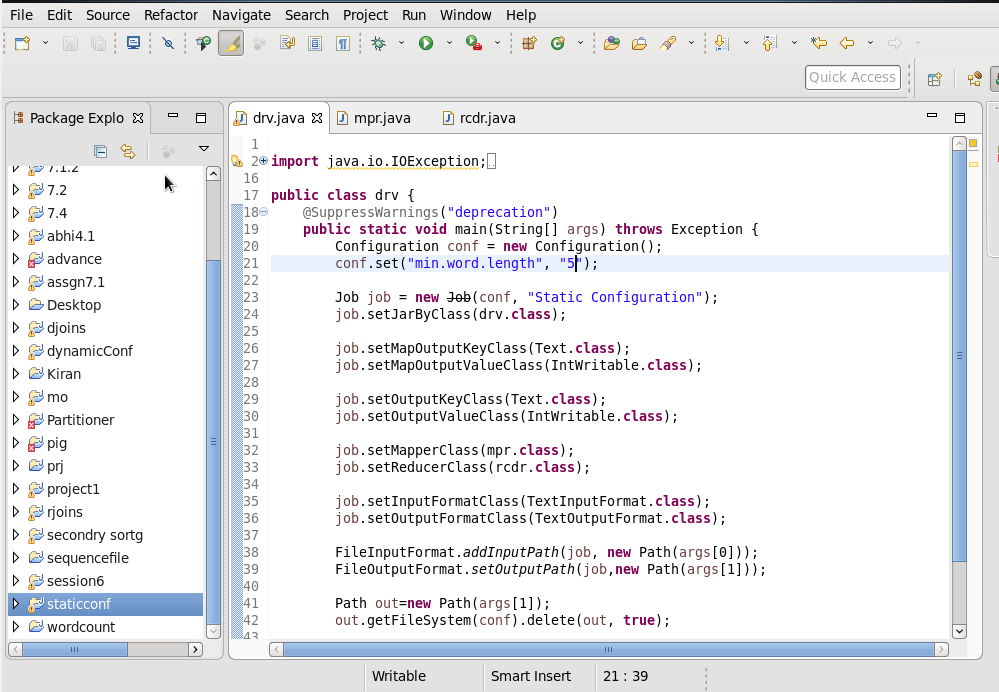 File Edit Source Refactor Navigate Search Project Run Window Help
Quick Access
Package Explo
drv.java
mpr.java
rcdr.java
7.1.2
7.2
7.4
abhi4.1
advance
assgn7.1
Desktop
djoins
dynamicConf
Kiran
mo
Partitioner
pig
prj
project1
rjoins
secondry sortg
sequencefile
session6
staticconf
wordcount
1
2 import java.io.IOException;
16
17 public class drv {
18 @SuppressWarnings("deprecation")
19 public static void main(String[] args) throws Exception {
20 Configuration conf = new Configuration();
21 conf.set("min.word.length", "5");
22
23 Job job = new Job(conf, "Static Configuration");
24 job.setJarByClass(drv.class);
25
26 job.setMapOutputKeyClass(Text.class);
27 job.setMapOutputValueClass(IntWritable.class);
28
29 job.setOutputKeyClass(Text.class);
30 job.setOutputValueClass(IntWritable.class);
31
32 job.setMapperClass(mpr.class);
33 job.setReducerClass(rcdr.class);
34
35 job.setInputFormatClass(TextInputFormat.class);
36 job.setOutputFormatClass(TextOutputFormat.class);
37
38 FileInputFormat.addInputPath(job, new Path(args[0]));
39 FileOutputFormat.setOutputPath(job,new Path(args[1]));
40
41 Path out=new Path(args[1]);
42 out.getFileSystem(conf).delete(out, true);
43
Writable Smart Insert 21 : 39